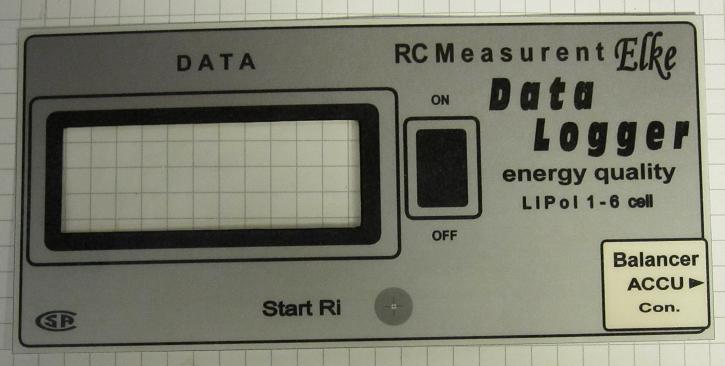 DATA
RC Measurent Elke
ON
Data
Logger
energy quality
LIPol 1-6 cell
OFF
Balancer
ACCU
Con.
Start Ri
CSA